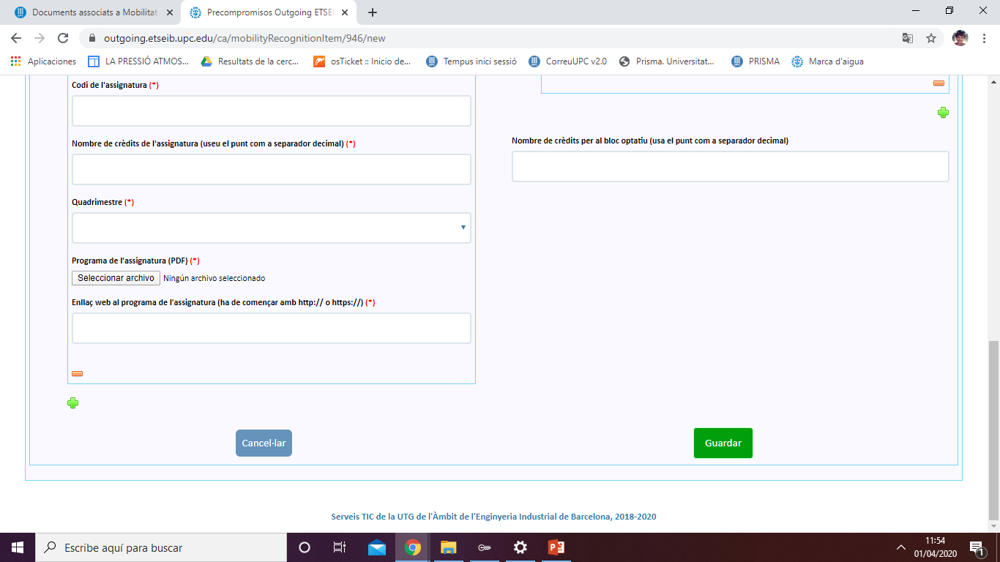 Documents associats a Mobilitat
Precompromisos Outgoing ETSEI
outgoing.etseib.upc.edu/ca/mobilityRecognitionItem/946/new
Aplicaciones
LA PRESSIÓ ATMOS...
Resultats de la cerc...
osTicket :: Inicio de...
Tempus inici sessió
CorreuUPC v2.0
Prisma. Universitat...
PRISMA
Marca d'aigua
Codi de l'assignatura (*)
Nombre de crèdits de l'assignatura (useu el punt com a separador decimal) (*)
Quadrimestre (*)
Programa de l'assignatura (PDF) (*)
Seleccionar archivo Ningún archivo seleccionado
Enllaç web al programa de l'assignatura (ha de començar amb http:// o https://) (*)
Nombre de crèdits per al bloc optatiu (usa el punt com a separador decimal)
Cancel·lar
Guardar
Serveis TIC de la UTG de l'Àmbit de l'Enginyeria Industrial de Barcelona, 2018-2020
Escribe aquí para buscar
11:54
01/04/2020
1